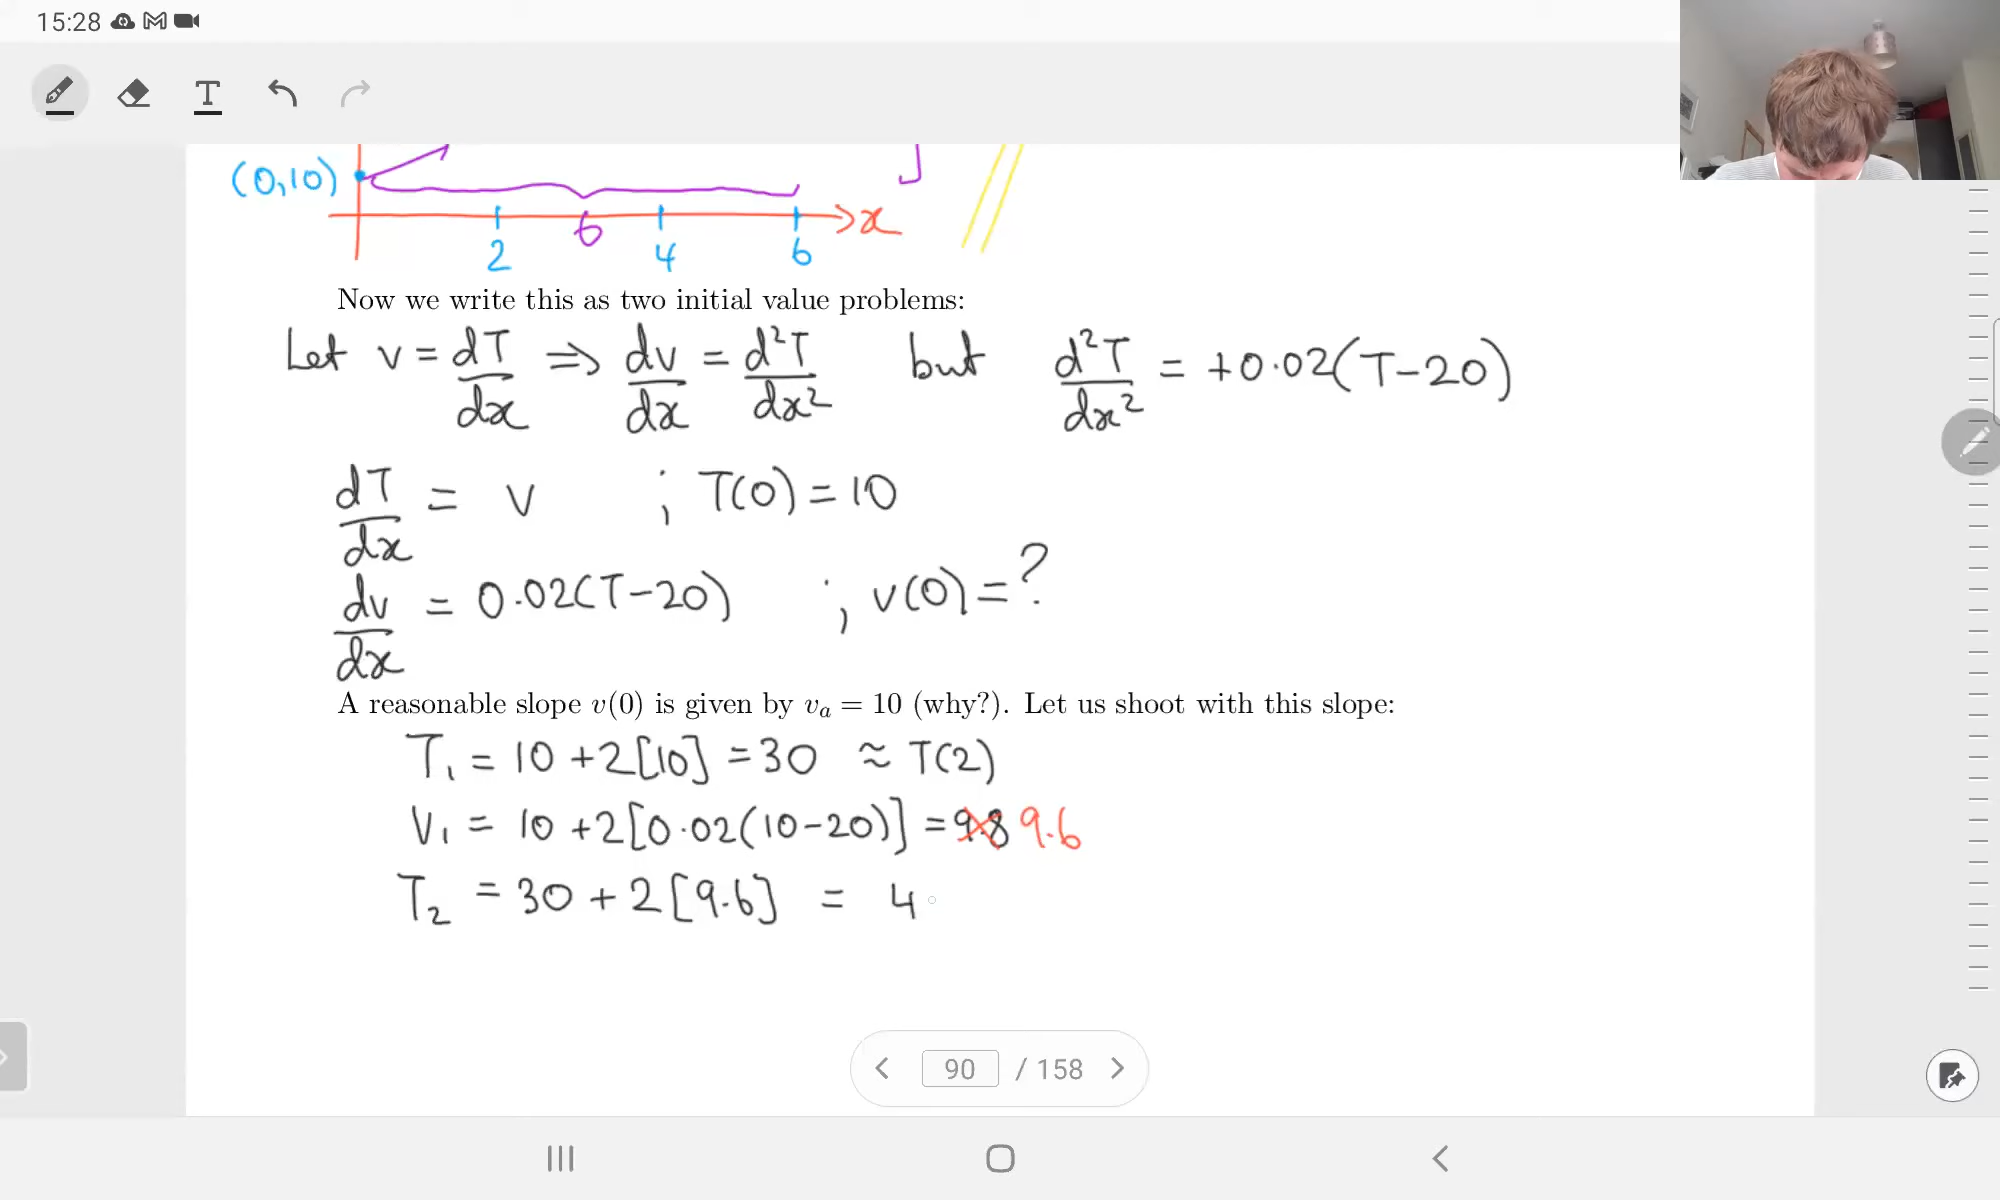 15:28
T
(0,10)
x
2 6 4 6
Now we write this as two initial value problems:
Let v = dT/dx ⇒ dv/dx = d²T/dx² but d²T/dx² = +0.02(T-20)
dT/dx = v ; T(0) = 10
dv/dx = 0.02(T-20) ; v(0) = ?
A reasonable slope v(0) is given by vₐ = 10 (why?). Let us shoot with this slope:
T₁ = 10 + 2[10] = 30 ≈ T(2)
V₁ = 10 + 2[0.02(10-20)] = 9.8 9.6
T₂ = 30 + 2[9.6] = 4
90 / 158